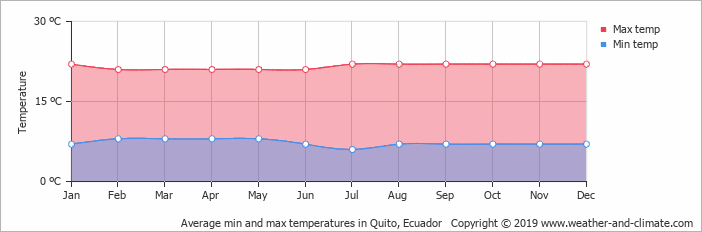 30 ºC
Max temp
Min temp
Temperature
15 ºC
0 ºC
Jan Feb Mar Apr May Jun Jul Aug Sep Oct Nov Dec
Average min and max temperatures in Quito, Ecuador Copyright © 2019 www.weather-and-climate.com